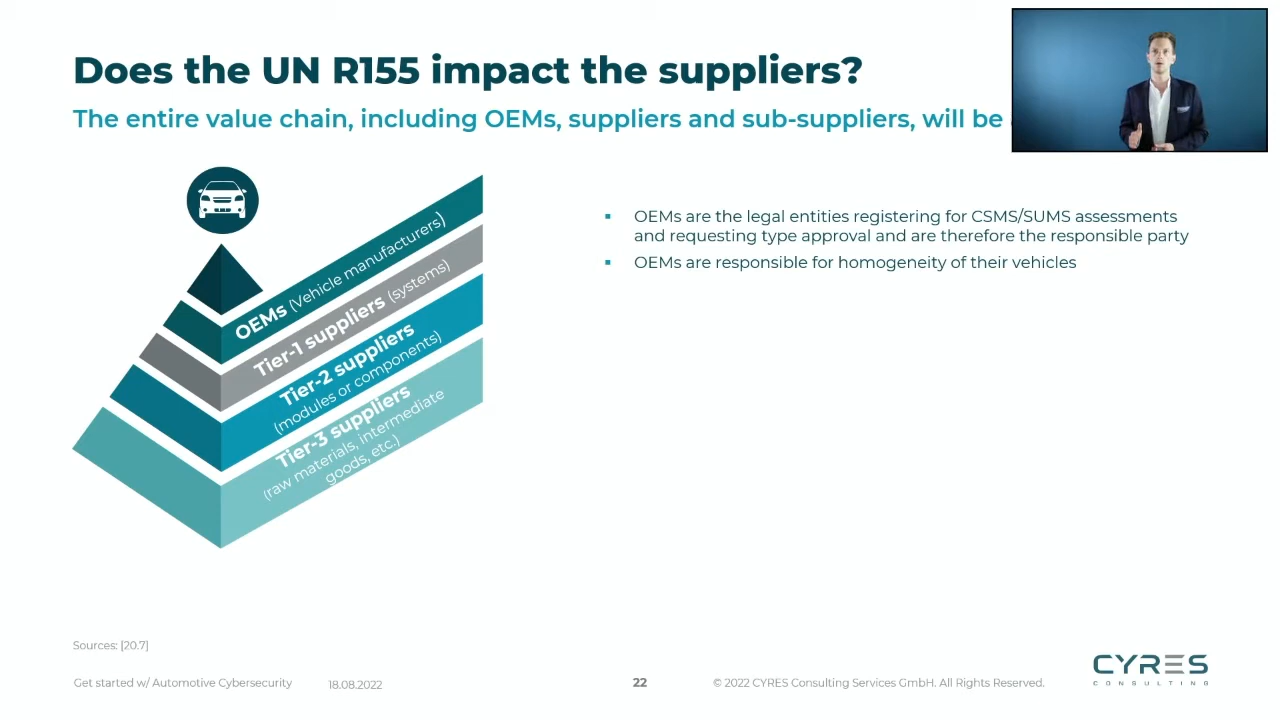 Does the UN R155 impact the suppliers?
The entire value chain, including OEMs, suppliers and sub-suppliers, will be
OEMs (Vehicle manufacturers)
Tier-1 suppliers (systems)
Tier-2 suppliers
(modules or components)
Tier-3 suppliers
(raw materials, intermediate
goods, etc.)
▪ OEMs are the legal entities registering for CSMS/SUMS assessments
and requesting type approval and are therefore the responsible party
▪ OEMs are responsible for homogeneity of their vehicles
Sources: [20.7]
Get started w/ Automotive Cybersecurity
18.08.2022
22
© 2022 CYRES Consulting Services GmbH. All Rights Reserved.
CYRES
CONSULTING